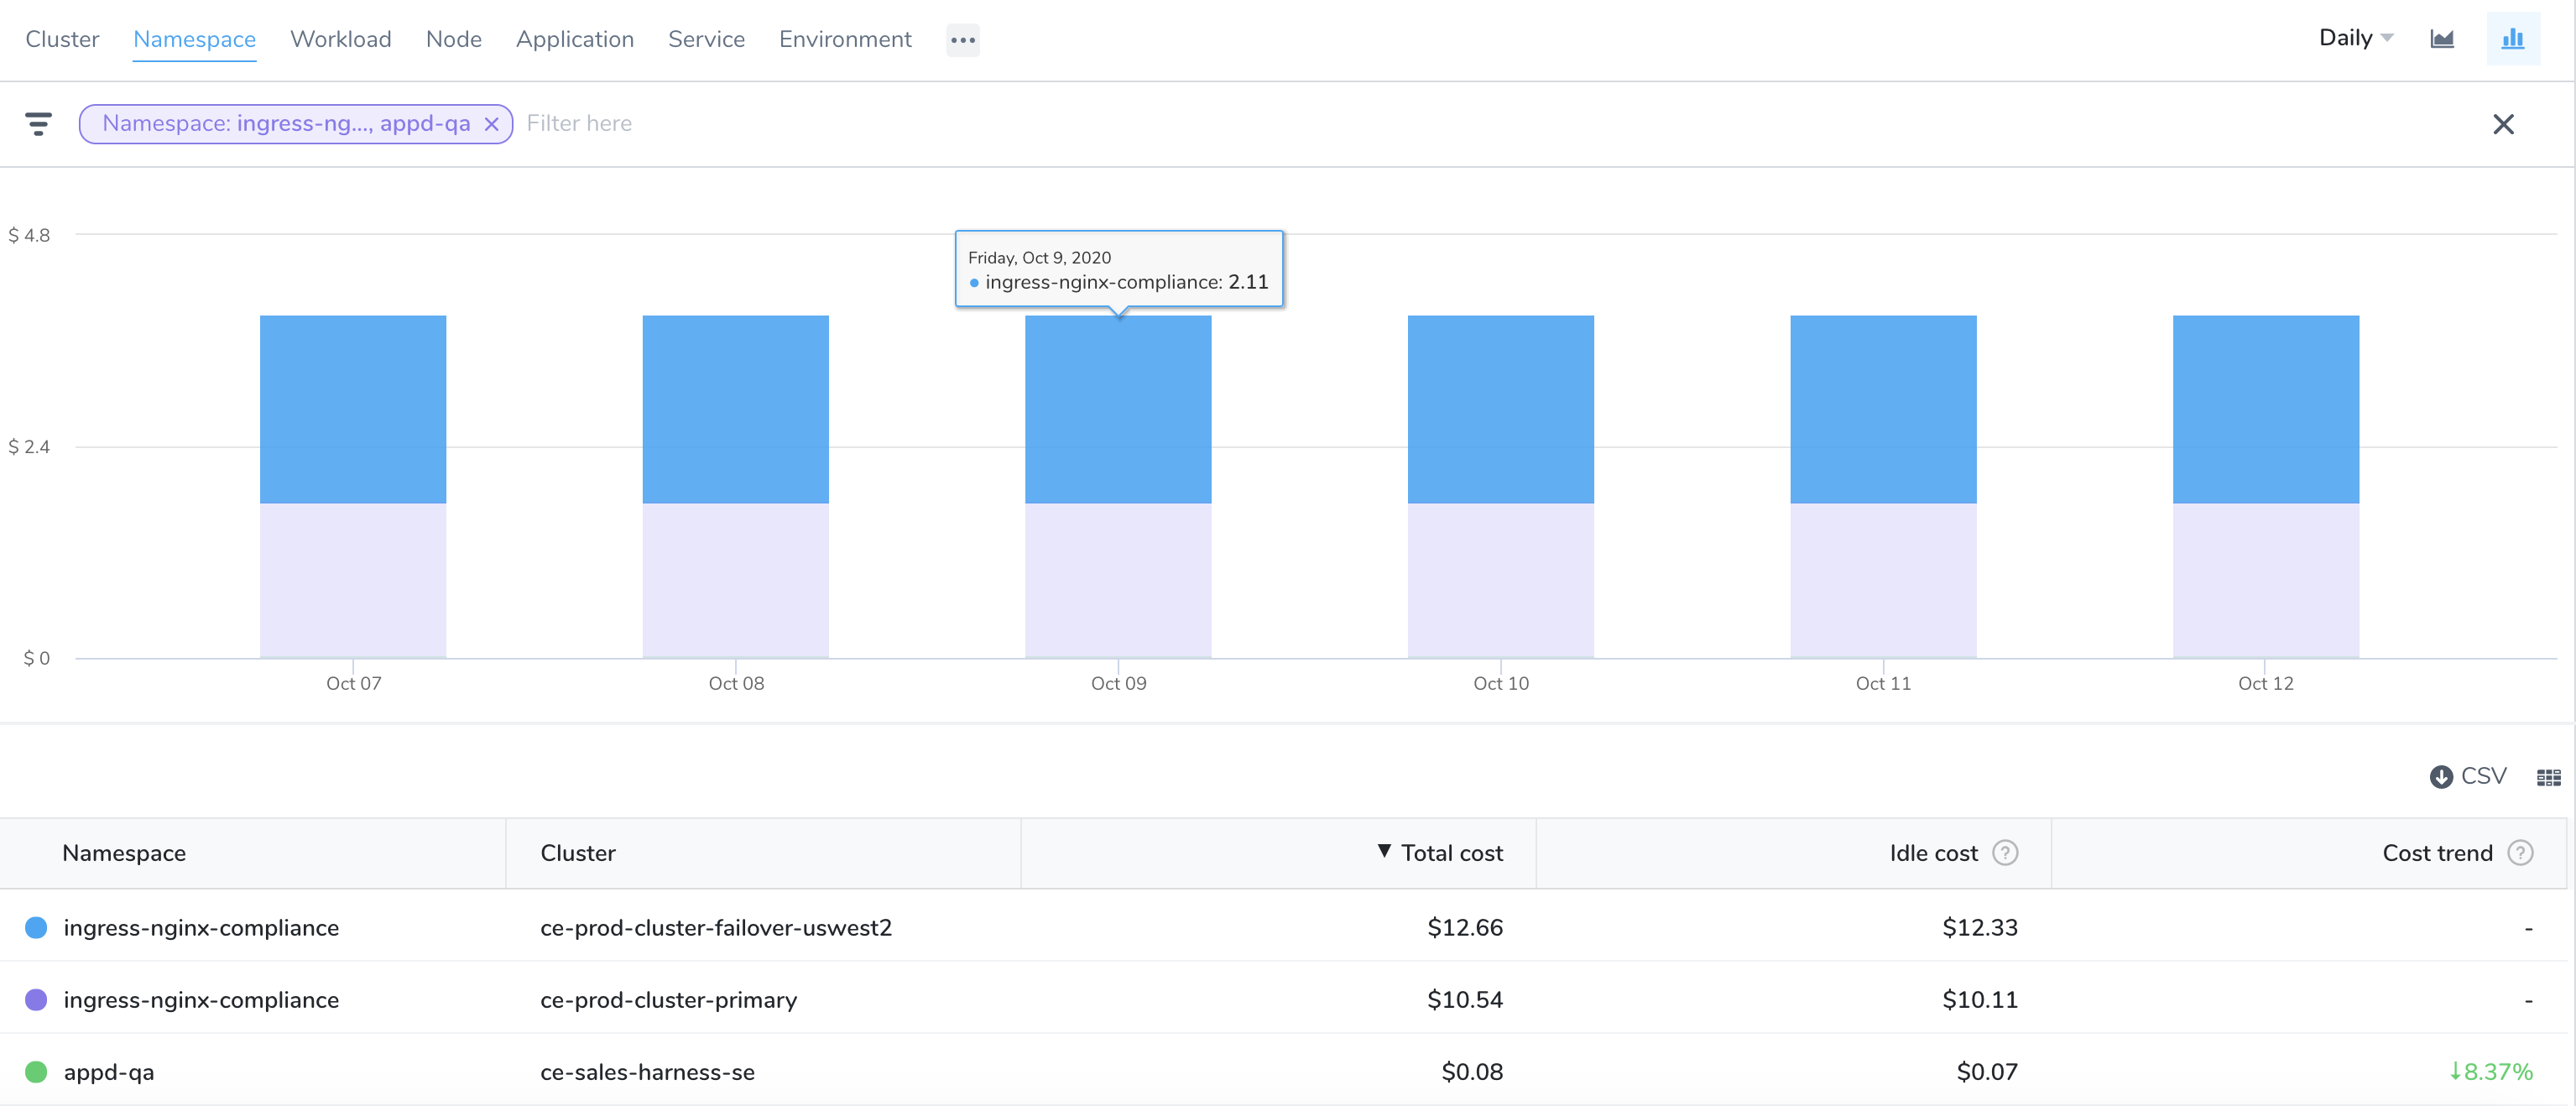 Cluster Namespace Workload Node Application Service Environment ••• Daily
Namespace: ingress-ng..., appd-qa × Filter here
$ 4.8
Friday, Oct 9, 2020
ingress-nginx-compliance: 2.11
$ 2.4
$ 0
Oct 07 Oct 08 Oct 09 Oct 10 Oct 11 Oct 12
CSV
Namespace Cluster ▼ Total cost Idle cost ? Cost trend ?
ingress-nginx-compliance ce-prod-cluster-failover-uswest2 $12.66 $12.33 -
ingress-nginx-compliance ce-prod-cluster-primary $10.54 $10.11 -
appd-qa ce-sales-harness-se $0.08 $0.07 ↓8.37%